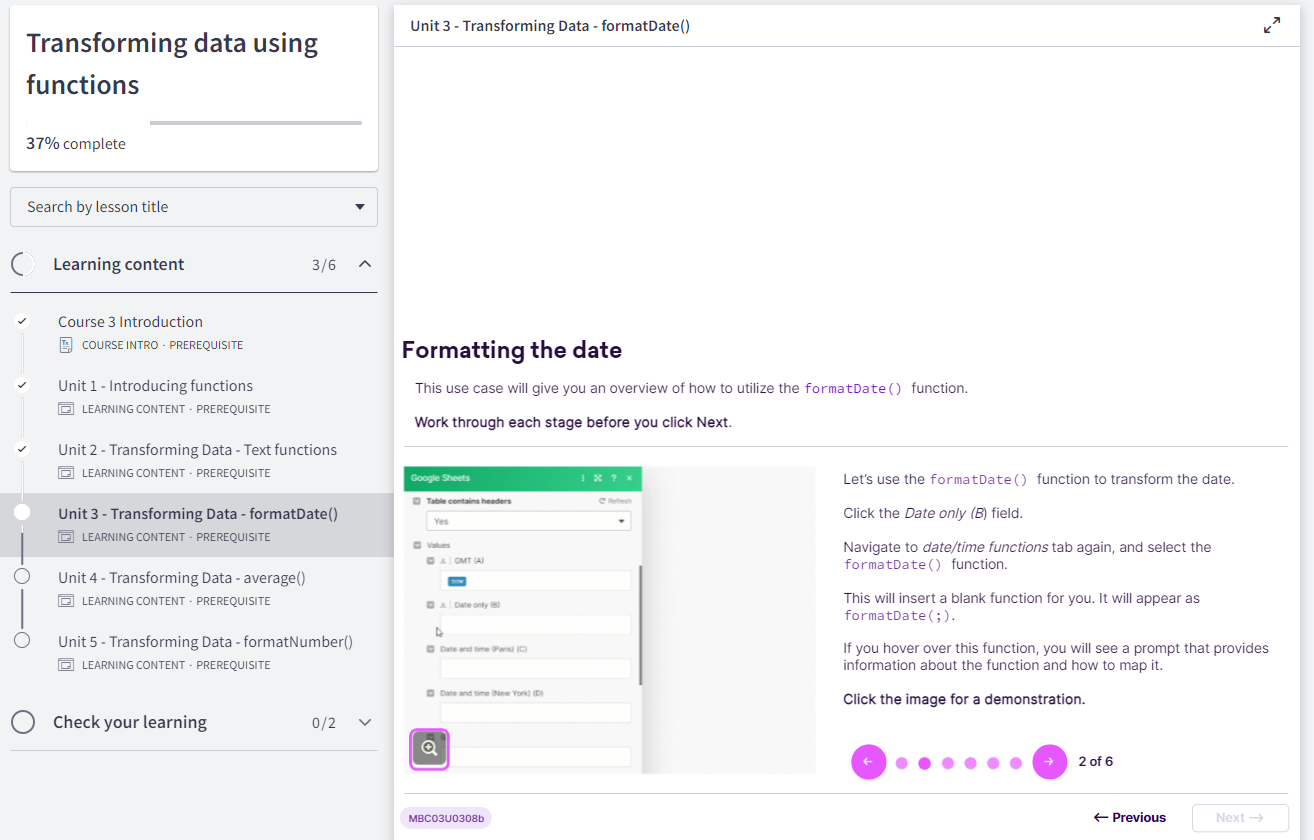 Transforming data using
functions
37% complete
Search by lesson title
Learning content 3/6
Course 3 Introduction
COURSE INTRO · PREREQUISITE
Unit 1 - Introducing functions
LEARNING CONTENT · PREREQUISITE
Unit 2 - Transforming Data - Text functions
LEARNING CONTENT · PREREQUISITE
Unit 3 - Transforming Data - formatDate()
LEARNING CONTENT · PREREQUISITE
Unit 4 - Transforming Data - average()
LEARNING CONTENT · PREREQUISITE
Unit 5 - Transforming Data - formatNumber()
LEARNING CONTENT · PREREQUISITE
Check your learning 0/2
Unit 3 - Transforming Data - formatDate()
Formatting the date
This use case will give you an overview of how to utilize the formatDate() function.
Work through each stage before you click Next.
Google Sheets
Table contains headers Refresh
Yes
Values
GMT (A)
now
Date only (B)
Date and time (Paris) (C)
Date and time (New York) (D)
Let's use the formatDate() function to transform the date.
Click the Date only (B) field.
Navigate to date/time functions tab again, and select the
formatDate() function.
This will insert a blank function for you. It will appear as
formatDate(;).
If you hover over this function, you will see a prompt that provides
information about the function and how to map it.
Click the image for a demonstration.
2 of 6
MBC03U0308b
← Previous
Next →